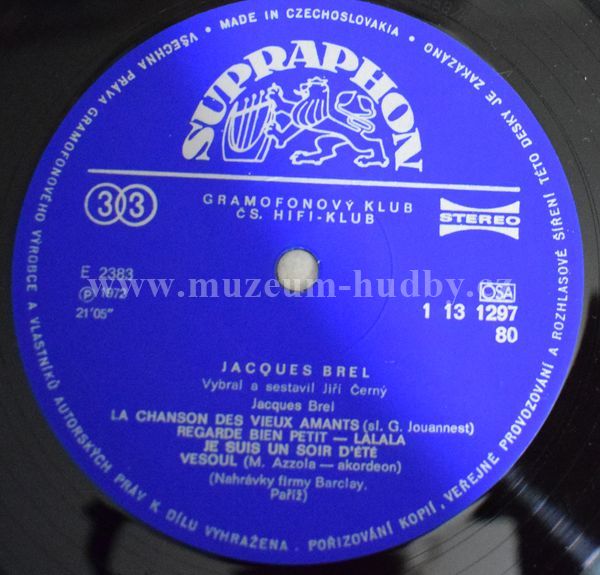 VŠECHNA PRÁVA GRAMOFONOVÉHO VÝROBCE A VLASTNÍKŮ AUTORSKÝCH PRÁV K DÍLU VYHRAŽENA. POŘIZOVÁNÍ KOPIÍ, VEŘEJNÉ PROVOZOVÁNÍ A ROZHLASOVÉ ŠÍŘENÍ TÉTO DESKY JE ZAKÁZÁNO • MADE IN CZECHOSLOVAKIA •
SUPRAPHON
33
GRAMOFONOVÝ KLUB
ČS. HIFI-KLUB
STEREO
E 2383
℗ 1972
21'05"
www.muzeum-hudby.cz
OSA
1 13 1297
80
JACQUES BREL
Vybral a sestavil Jiří Černý
Jacques Brel
LA CHANSON DES VIEUX AMANTS (sl. G. Jouannest)
REGARDE BIEN PETIT — LALALA
JE SUIS UN SOIR D'ÉTÉ
VESOUL (M. Azzola — akordeon)
(Nahrávky firmy Barclay,
Paříž)